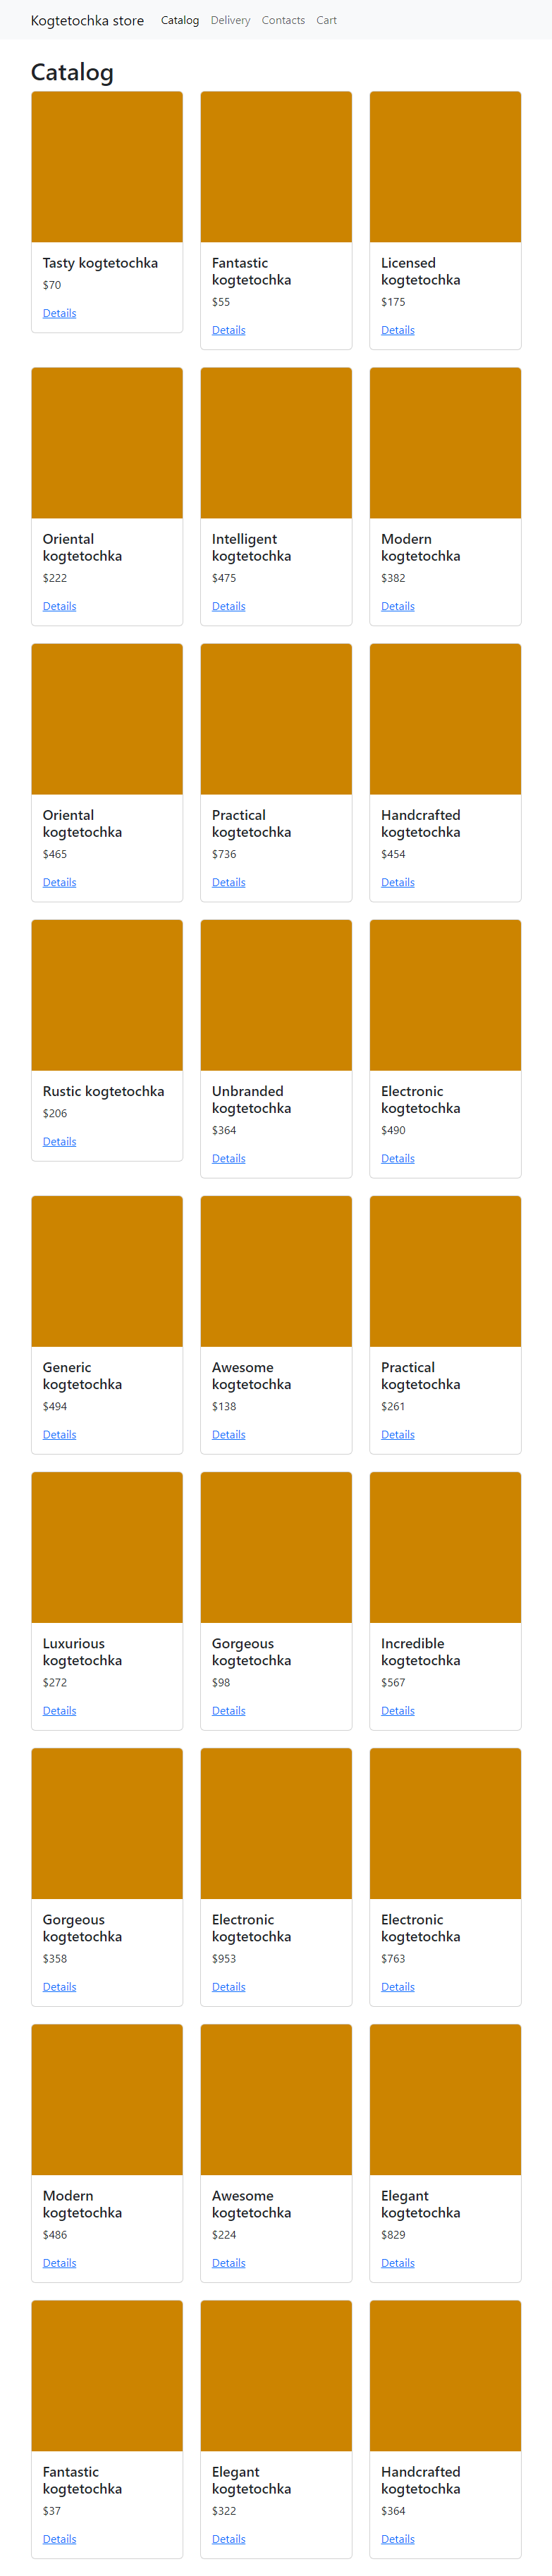 Kogtetochka store Catalog Delivery Contacts Cart
Catalog
Tasty kogtetochka
$70
Details
Fantastic
kogtetochka
$55
Details
Licensed
kogtetochka
$175
Details
Oriental
kogtetochka
$222
Details
Intelligent
kogtetochka
$475
Details
Modern
kogtetochka
$382
Details
Oriental
kogtetochka
$465
Details
Practical
kogtetochka
$736
Details
Handcrafted
kogtetochka
$454
Details
Rustic kogtetochka
$206
Details
Unbranded
kogtetochka
$364
Details
Electronic
kogtetochka
$490
Details
Generic
kogtetochka
$494
Details
Awesome
kogtetochka
$138
Details
Practical
kogtetochka
$261
Details
Luxurious
kogtetochka
$272
Details
Gorgeous
kogtetochka
$98
Details
Incredible
kogtetochka
$567
Details
Gorgeous
kogtetochka
$358
Details
Electronic
kogtetochka
$953
Details
Electronic
kogtetochka
$763
Details
Modern
kogtetochka
$486
Details
Awesome
kogtetochka
$224
Details
Elegant
kogtetochka
$829
Details
Fantastic
kogtetochka
$37
Details
Elegant
kogtetochka
$322
Details
Handcrafted
kogtetochka
$364
Details